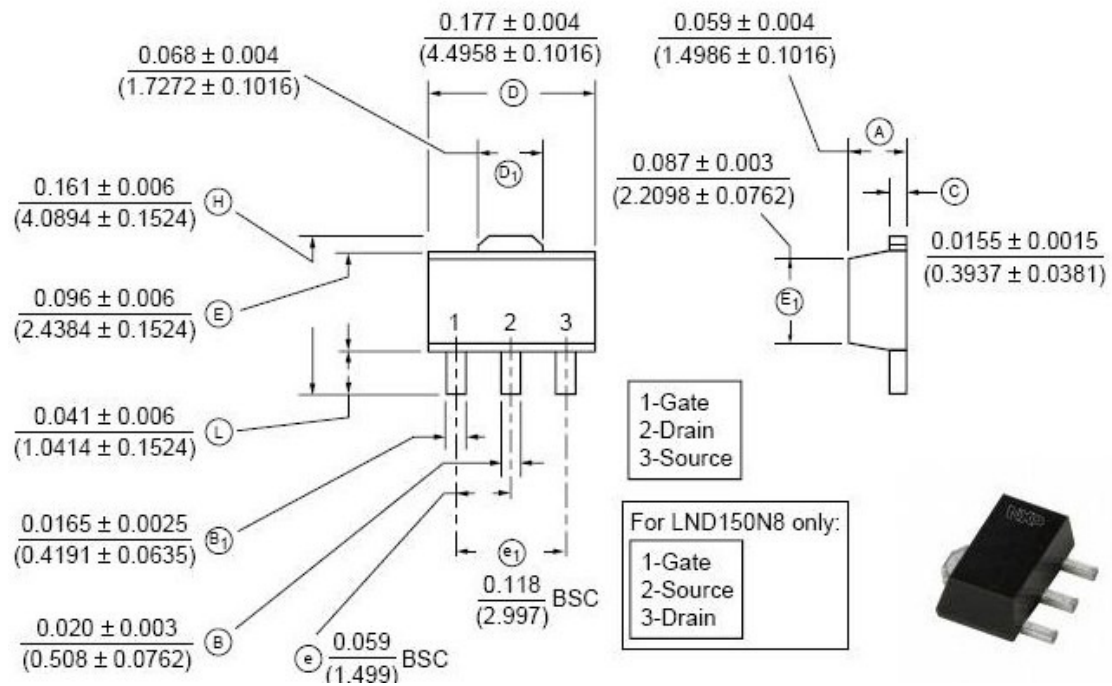 0.177 ± 0.004
(4.4958 ± 0.1016)
0.059 ± 0.004
(1.4986 ± 0.1016)
0.068 ± 0.004
(1.7272 ± 0.1016)
D
A
D1
0.087 ± 0.003
(2.2098 ± 0.0762)
C
0.161 ± 0.006
(4.0894 ± 0.1524)
H
0.0155 ± 0.0015
(0.3937 ± 0.0381)
0.096 ± 0.006
(2.4384 ± 0.1524)
E
E1
1 2 3
0.041 ± 0.006
(1.0414 ± 0.1524)
L
1-Gate
2-Drain
3-Source
0.0165 ± 0.0025
(0.4191 ± 0.0635)
B1
e1
0.118
(2.997)
BSC
For LND150N8 only:
1-Gate
2-Source
3-Drain
NXP
0.020 ± 0.003
(0.508 ± 0.0762)
B
e
0.059
(1.499)
BSC